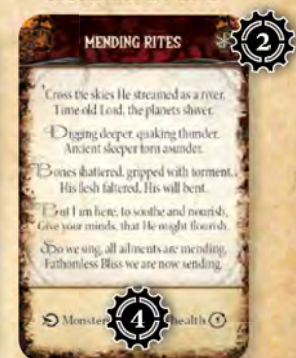 MENDING RITES
2
'Cross the skies He streamed as a river,
Time old Lord, the planets shiver.
Digging deeper, quaking thunder,
Ancient sleeper torn asunder.
Bones shattered, gripped with torment,
His flesh faltered, His will bent.
But I am here, to soothe and nourish,
Give your minds, that He might flourish.
So we sing, all ailments are mending,
Fathomless Bliss we are now sending.
Monster 4 health